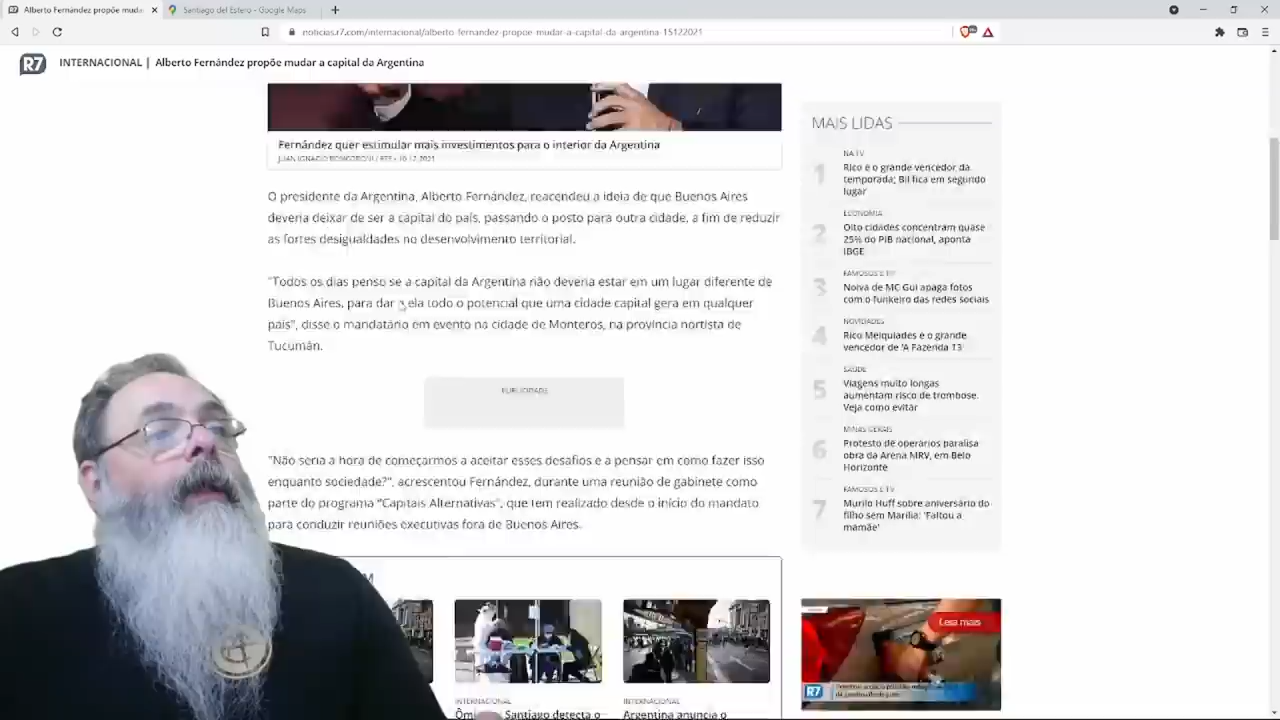 Alberto Fernández propõe muda
Santiago del Estero - Google Maps
noticias.r7.com/internacional/alberto-fernandez-propoe-mudar-a-capital-da-argentina-15122021
R7 INTERNACIONAL | Alberto Fernández propõe mudar a capital da Argentina
Fernández quer estimular mais investimentos para o interior da Argentina
JUAN IGNACIO RONCORONI / EFE - 10.12.2021
O presidente da Argentina, Alberto Fernández, reacendeu a ideia de que Buenos Aires
deveria deixar de ser a capital do país, passando o posto para outra cidade, a fim de reduzir
as fortes desigualdades no desenvolvimento territorial.
"Todos os dias penso se a capital da Argentina não deveria estar em um lugar diferente de
Buenos Aires, para dar a ela todo o potencial que uma cidade capital gera em qualquer
país", disse o mandatário em evento na cidade de Monteros, na província nortista de
Tucumán.
PUBLICIDADE
"Não seria a hora de começarmos a aceitar esses desafios e a pensar em como fazer isso
enquanto sociedade?", acrescentou Fernández, durante uma reunião de gabinete como
parte do programa "Capitais Alternativas", que tem realizado desde o início do mandato
para conduzir reuniões executivas fora de Buenos Aires.
INTERNACIONAL
Santiago detecta o
INTERNACIONAL
Argentina anuncia o
MAIS LIDAS
1
NA TV
Rico é o grande vencedor da
temporada; Bil fica em segundo
lugar
2
ECONOMIA
Oito cidades concentram quase
25% do PIB nacional, aponta
IBGE
3
FAMOSOS E TV
Noiva de MC Gui apaga fotos
com o funkeiro das redes sociais
4
NOVIDADES
Rico Melquiades é o grande
vencedor de 'A Fazenda 13'
5
SAÚDE
Viagens muito longas
aumentam risco de trombose.
Veja como evitar
6
MINAS GERAIS
Protesto de operários paralisa
obra da Arena MRV, em Belo
Horizonte
7
FAMOSOS E TV
Murilo Huff sobre aniversário do
filho sem Marília: 'Faltou a
mamãe'
Leia mais
R7